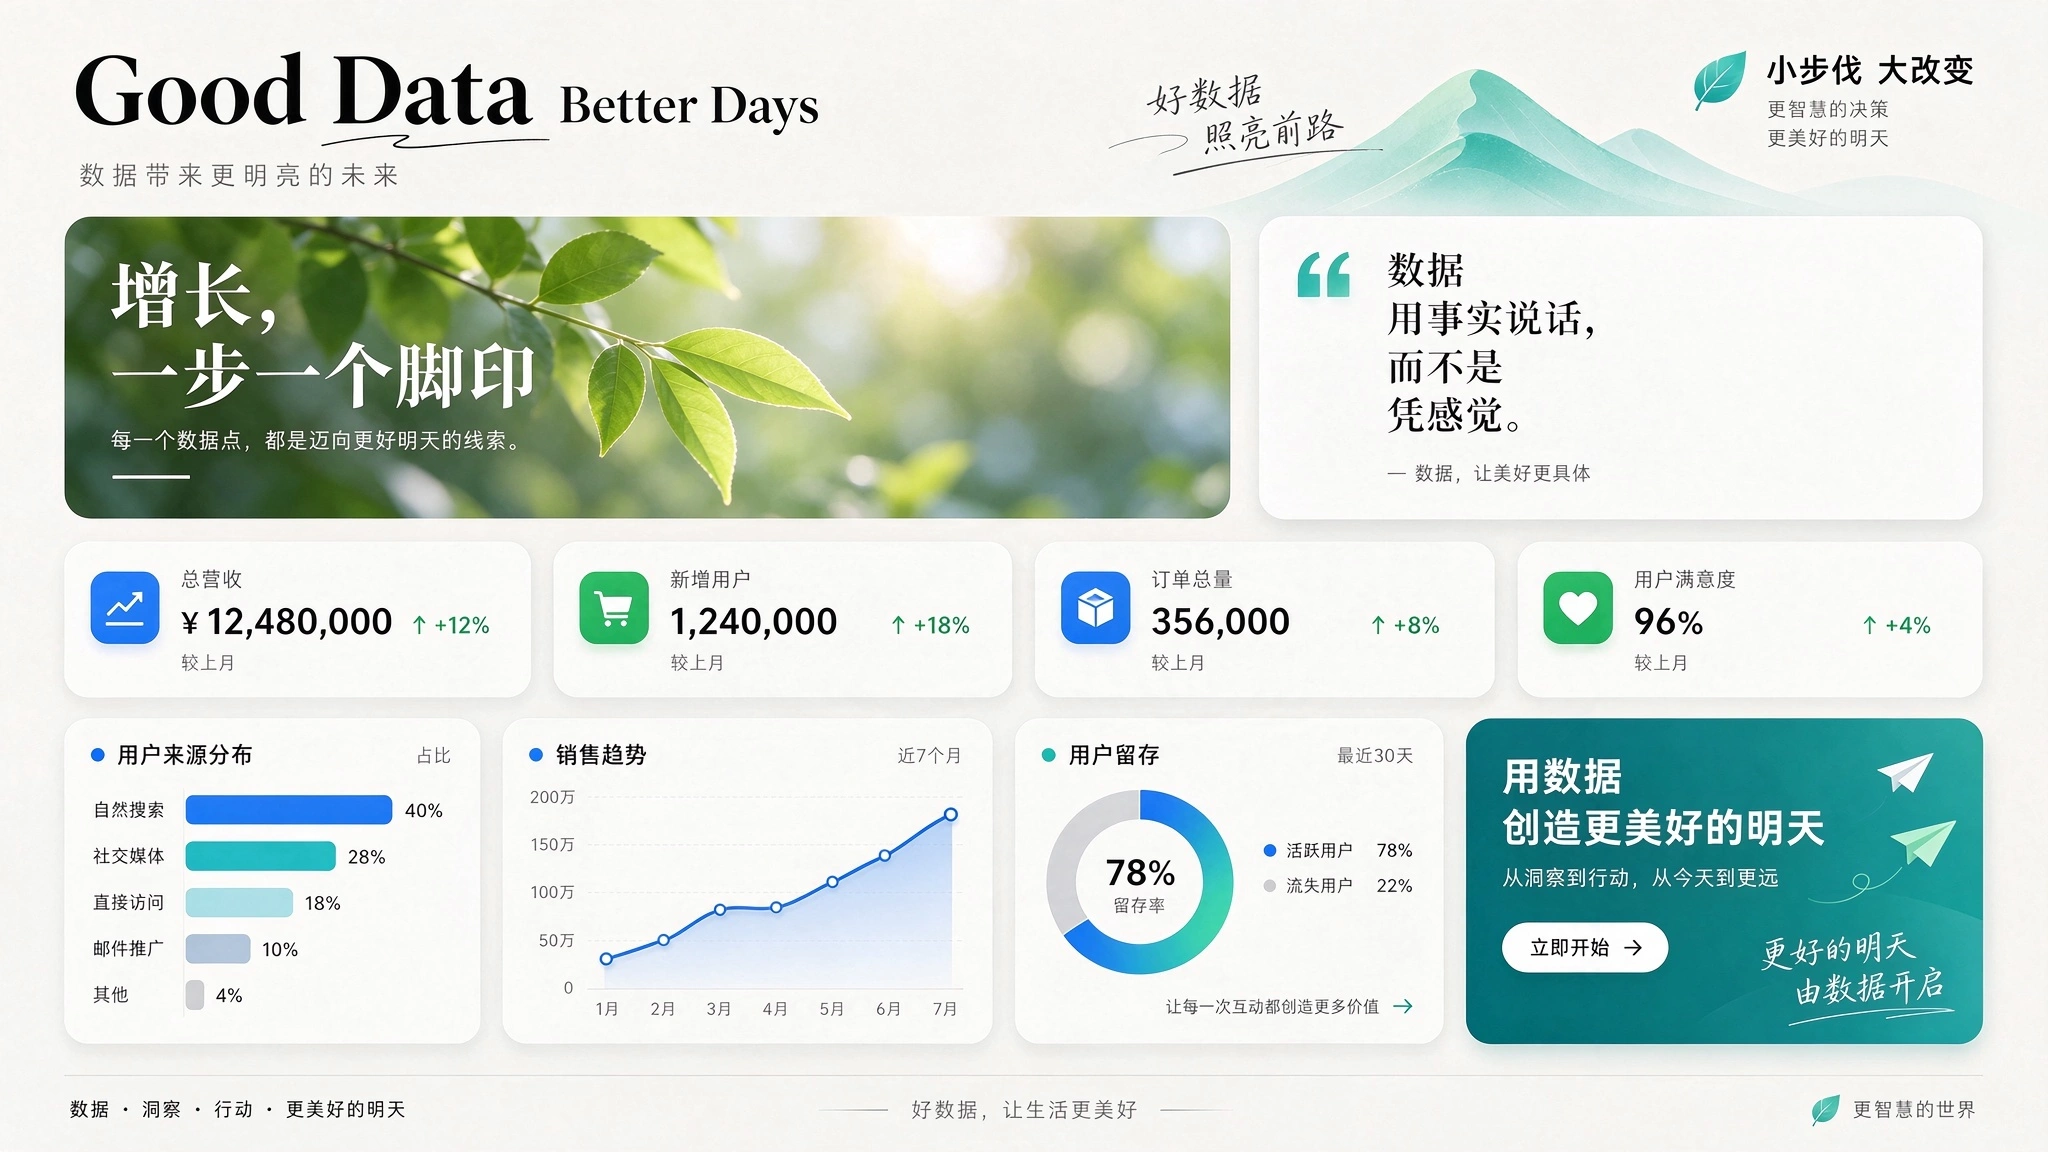 Good Data Better Days
数据带来更明亮的未来
好数据
照亮前路
小步伐 大改变
更智慧的决策
更美好的明天
增长，
一步一个脚印
每一个数据点，都是迈向更好明天的线索。
“
数据
用事实说话，
而不是
凭感觉。
— 数据，让美好更具体
总营收
¥ 12,480,000 ↑ +12%
较上月
新增用户
1,240,000 ↑ +18%
较上月
订单总量
356,000 ↑ +8%
较上月
用户满意度
96% ↑ +4%
较上月
用户来源分布 占比
自然搜索 40%
社交媒体 28%
直接访问 18%
邮件推广 10%
其他 4%
销售趋势 近7个月
200万
150万
100万
50万
0
1月 2月 3月 4月 5月 6月 7月
用户留存 最近30天
78%
留存率
活跃用户 78%
流失用户 22%
让每一次互动都创造更多价值 →
用数据
创造更美好的明天
从洞察到行动，从今天到更远
立即开始 →
更好的明天
由数据开启
数据 · 洞察 · 行动 · 更美好的明天
好数据，让生活更美好
更智慧的世界